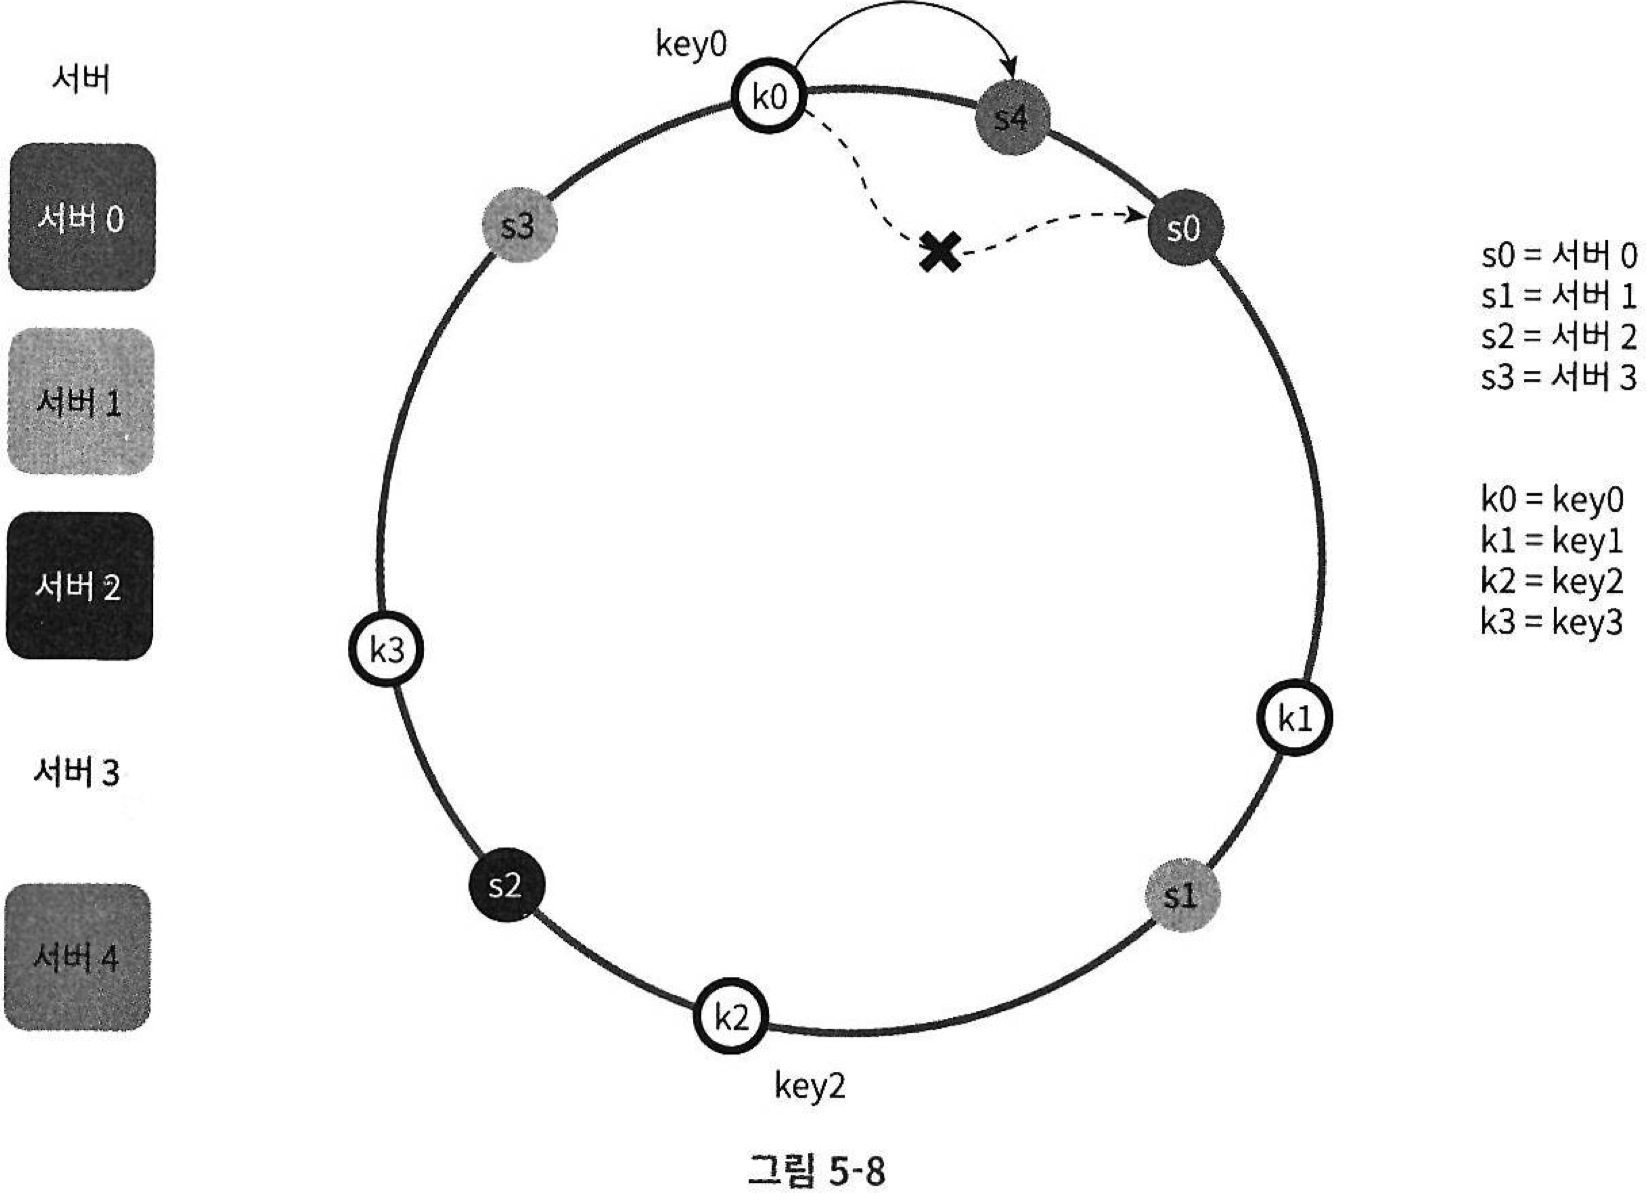 서버
서버 0
서버 1
서버 2
서버 3
서버 4
key0
k0
s4
s3
s0
k3
k1
s2
s1
k2
key2
s0 = 서버 0
s1 = 서버 1
s2 = 서버 2
s3 = 서버 3
k0 = key0
k1 = key1
k2 = key2
k3 = key3
그림 5-8